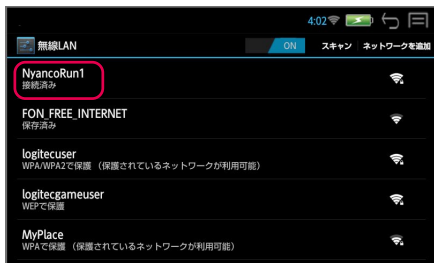 4:02
無線LAN ON スキャン ネットワークを追加
NyancoRun1
接続済み
FON_FREE_INTERNET
保存済み
logitecuser
WPA/WPA2で保護 （保護されているネットワークが利用可能）
logitecgameuser
WEPで保護
MyPlace
WPAで保護 （保護されているネットワークが利用可能）